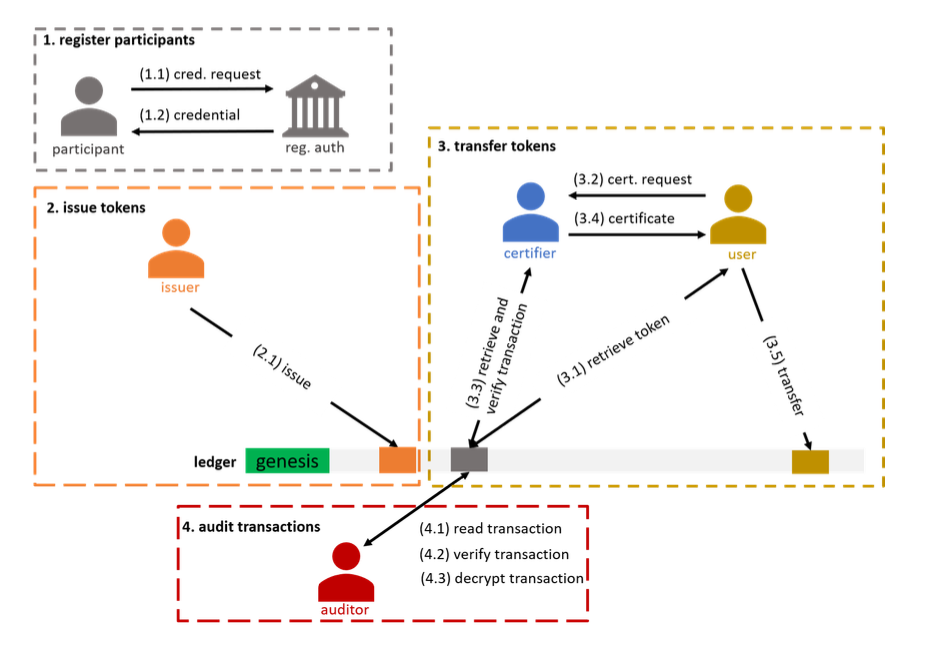 1. register participants
(1.1) cred. request
(1.2) credential
participant
reg. auth
2. issue tokens
issuer
(2.1) issue
ledger
genesis
3. transfer tokens
(3.2) cert. request
(3.4) certificate
certifier
user
(3.3) retrieve and
verify transaction
(3.1) retrieve token
(3.5) transfer
4. audit transactions
(4.1) read transaction
(4.2) verify transaction
(4.3) decrypt transaction
auditor